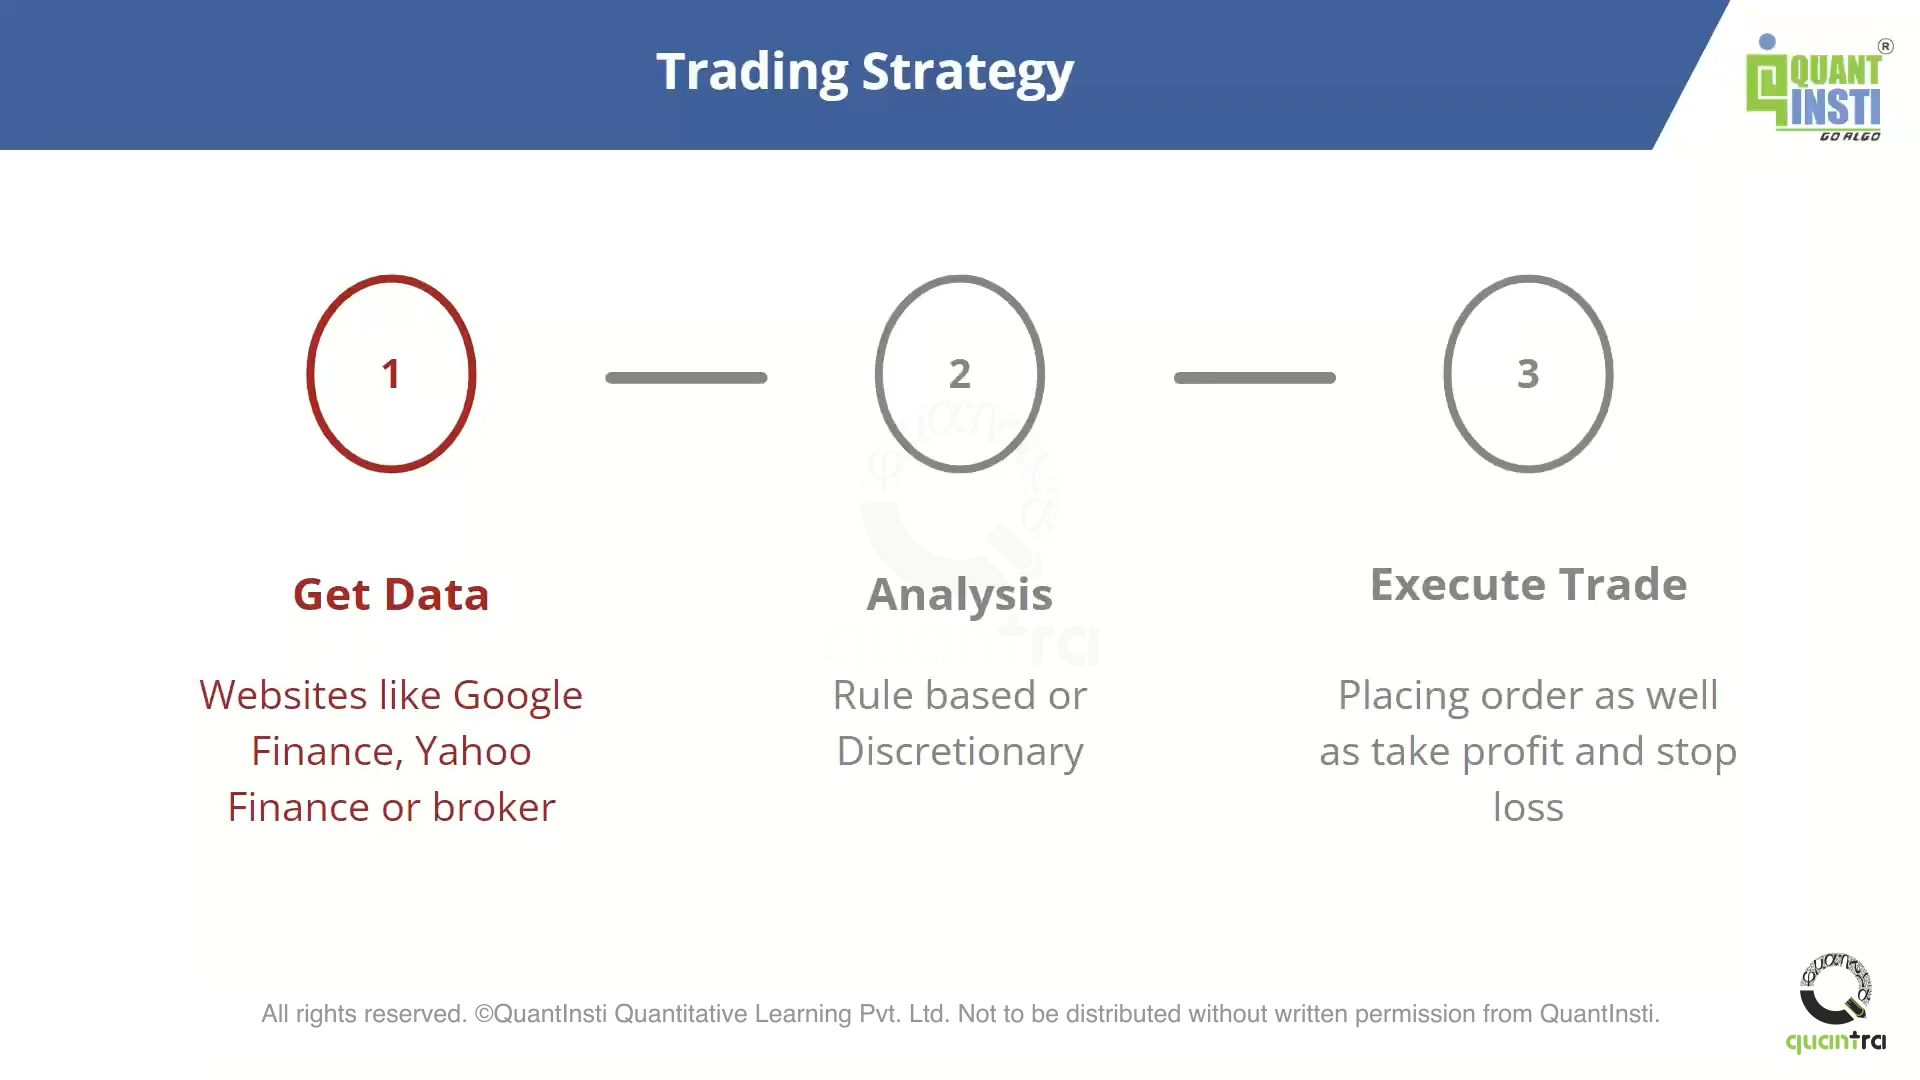 Trading Strategy
QUANT
INSTI
®
GO ALGO
1
2
3
Get Data
Analysis
Execute Trade
Websites like Google
Finance, Yahoo
Finance or broker
Rule based or
Discretionary
Placing order as well
as take profit and stop
loss
quantra
All rights reserved. ©QuantInsti Quantitative Learning Pvt. Ltd. Not to be distributed without written permission from QuantInsti.
quantra